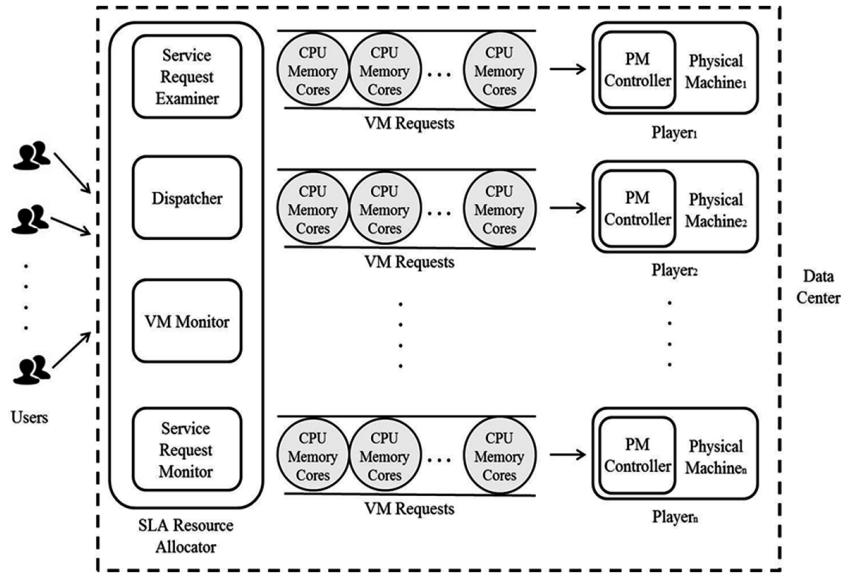 Service
Request
Examiner
Dispatcher
VM Monitor
Service
Request
Monitor
SLA Resource
Allocator
Users
CPU
Memory
Cores
CPU
Memory
Cores
...
CPU
Memory
Cores
VM Requests
PM
Controller
Physical
Machine₁
Player₁
CPU
Memory
Cores
CPU
Memory
Cores
...
CPU
Memory
Cores
VM Requests
PM
Controller
Physical
Machine₂
Player₂
CPU
Memory
Cores
CPU
Memory
Cores
...
CPU
Memory
Cores
VM Requests
PM
Controller
Physical
Machineₙ
Playerₙ
Data
Center